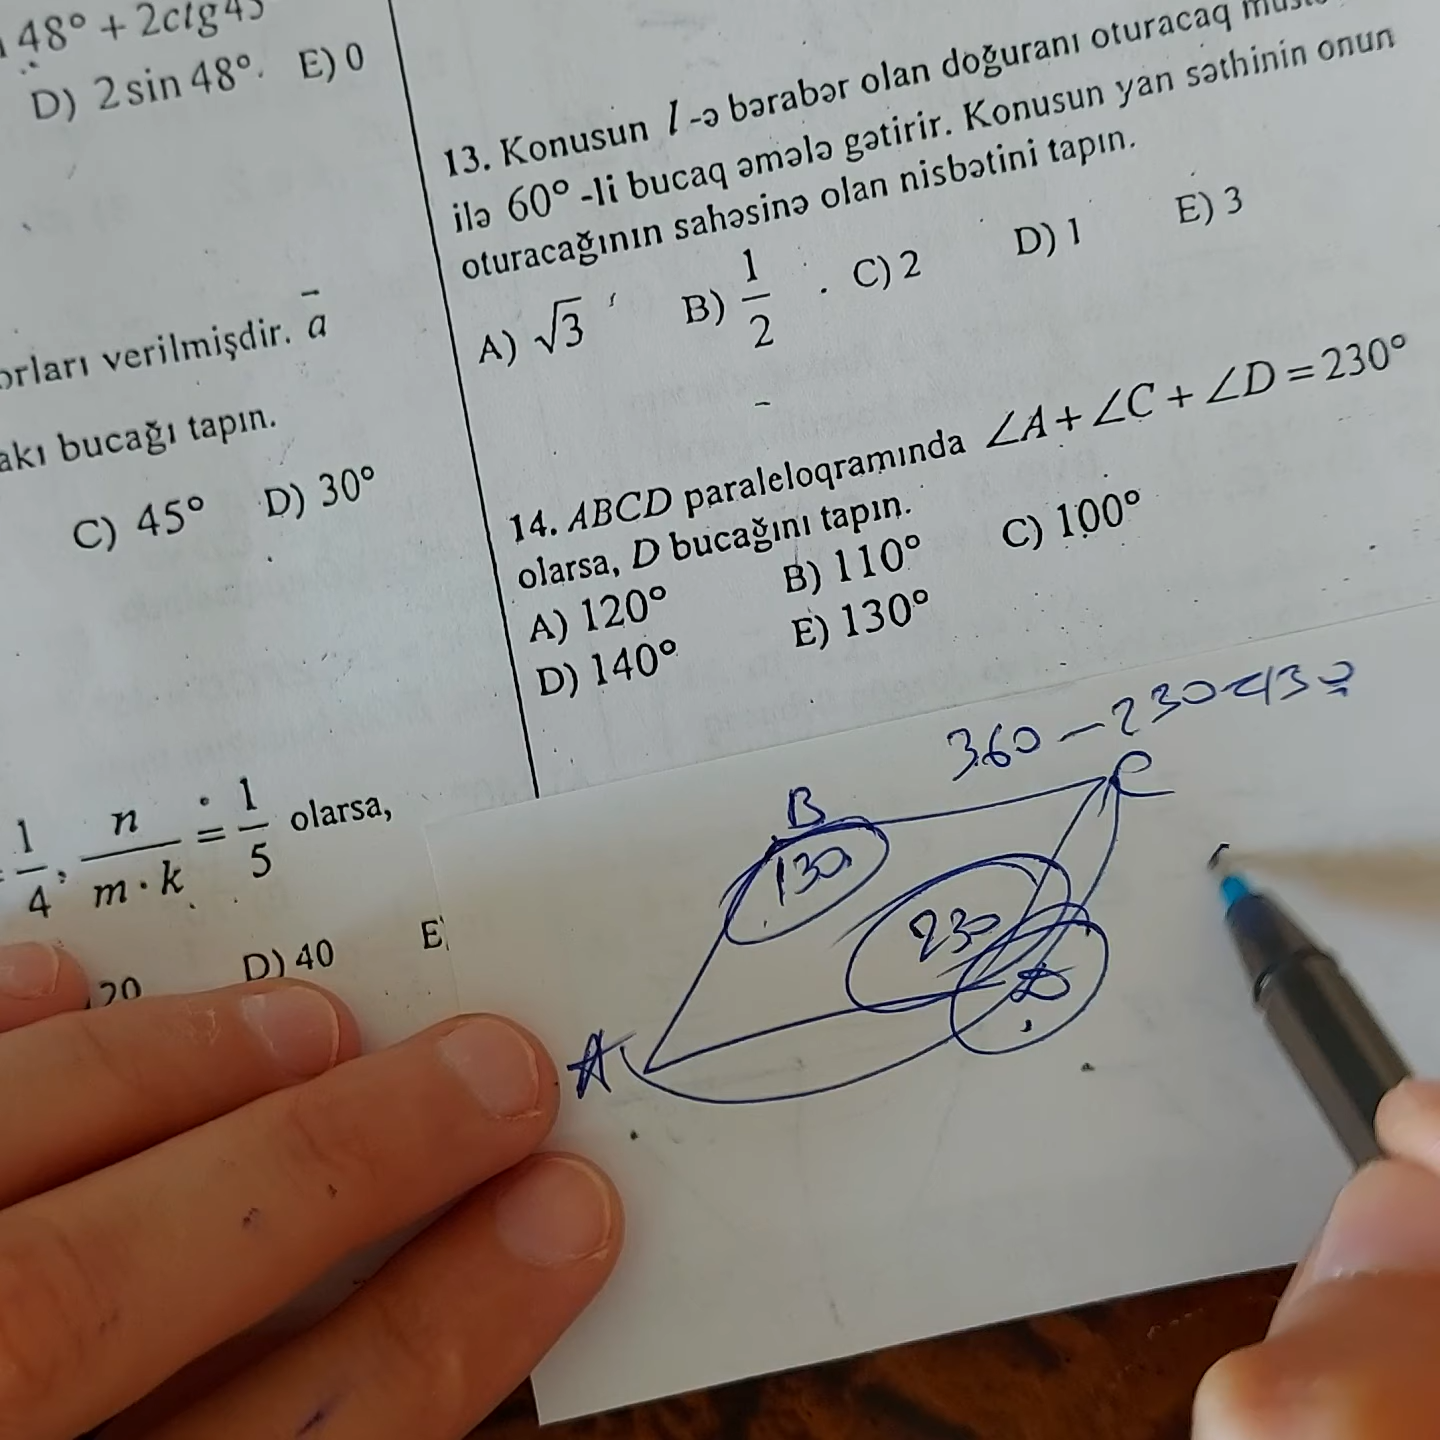 48° + 2ctg45
D) 2 sin 48°. E) 0
orları verilmişdir. a
akı bucağı tapın.
C) 45° D) 30°
1/4, n/(m · k) = 1/5 olarsa,
20 D) 40 E)
13. Konusun l -ə bərabər olan doğuranı oturacaq
ilə 60° -li bucaq əmələ gətirir. Konusun yan səthinin onun
oturacağının sahəsinə olan nisbətini tapın.
A) √3 B) 1/2 C) 2 D) 1 E) 3
14. ABCD paraleloqramında ∠A + ∠C + ∠D = 230°
olarsa, D bucağını tapın.
A) 120° B) 110° C) 100°
D) 140° E) 130°
360 – 230
B C
130
230
A D